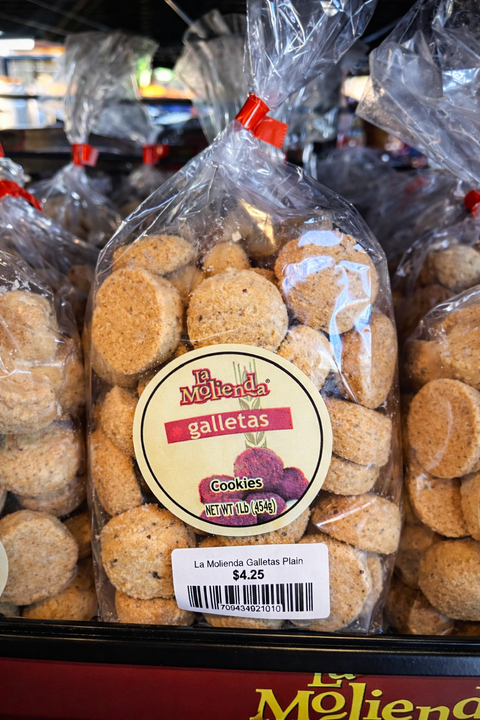 La
Molienda®
galletas
Cookies
NET WT 1Lb (454g)
La Molienda Galletas Plain
$4.25
709434921010
La
Molienda